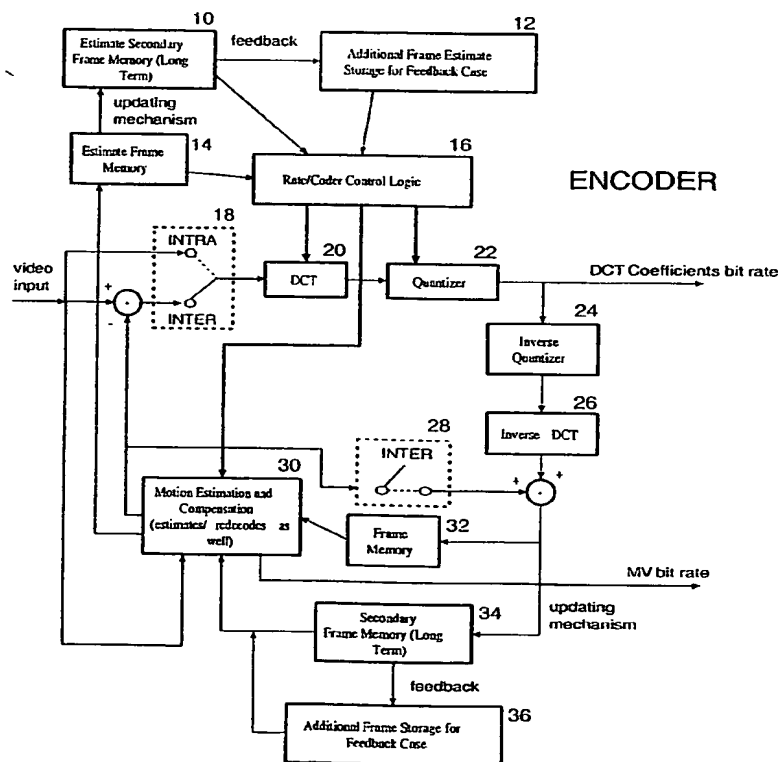 10
Estimate Secondary
Frame Memory (Long
Term)
feedback
12
Additional Frame Estimate
Storage for Feedback Case
updating
mechanism
14
Estimate Frame
Memory
16
Rate/Coder Control Logic
ENCODER
18
INTRA
INTER
video
input
+
-
20
DCT
22
Quantizer
DCT Coefficients bit rate
24
Inverse
Quantizer
26
Inverse DCT
28
INTER
+
+
30
Motion Estimation and
Compensation
(estimates/ redecodes as
well)
32
Frame
Memory
MV bit rate
updating
mechanism
34
Secondary
Frame Memory (Long
Term)
feedback
36
Additional Frame Storage for
Feedback Case